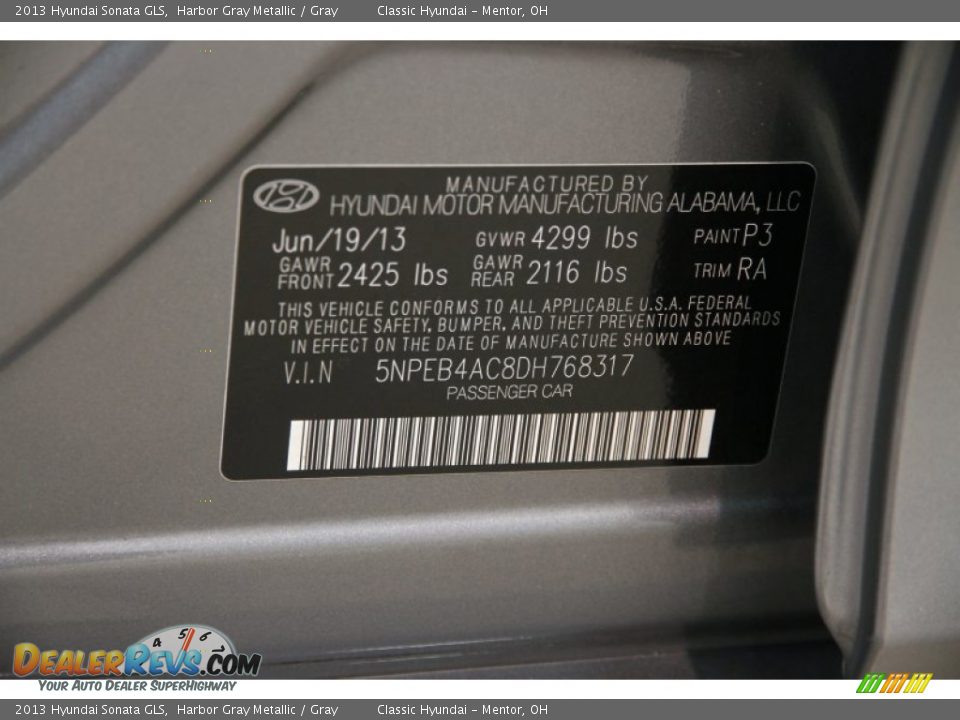 2013 Hyundai Sonata GLS, Harbor Gray Metallic / Gray Classic Hyundai - Mentor, OH
MANUFACTURED BY
HYUNDAI MOTOR MANUFACTURING ALABAMA, LLC
Jun/19/13 GVWR 4299 lbs PAINT P3
GAWR FRONT 2425 lbs GAWR REAR 2116 lbs TRIM RA
THIS VEHICLE CONFORMS TO ALL APPLICABLE U.S.A. FEDERAL
MOTOR VEHICLE SAFETY, BUMPER, AND THEFT PREVENTION STANDARDS
IN EFFECT ON THE DATE OF MANUFACTURE SHOWN ABOVE
V.I.N 5NPEB4AC8DH768317
PASSENGER CAR
4 5 6
DEALERREVS.COM
YOUR AUTO DEALER SUPERHIGHWAY
2013 Hyundai Sonata GLS, Harbor Gray Metallic / Gray Classic Hyundai - Mentor, OH